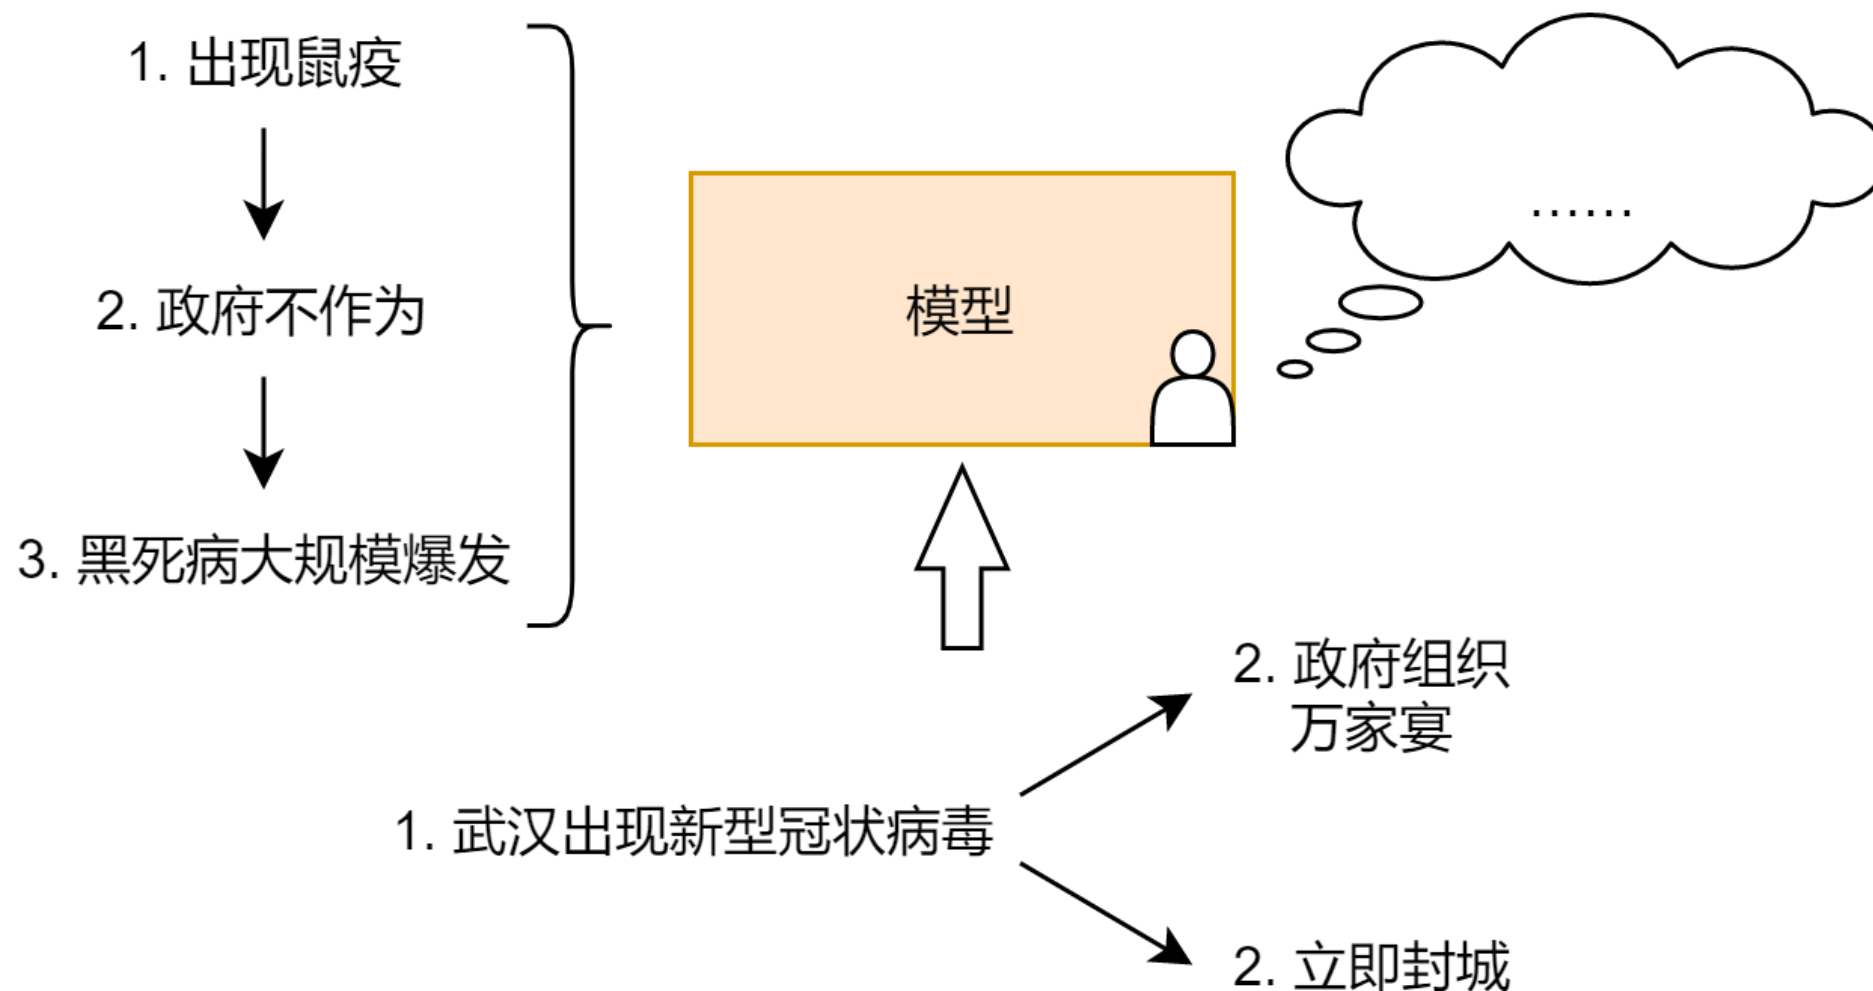 1. 出现鼠疫
2. 政府不作为
3. 黑死病大规模爆发
模型
......
1. 武汉出现新型冠状病毒
2. 政府组织
万家宴
2. 立即封城